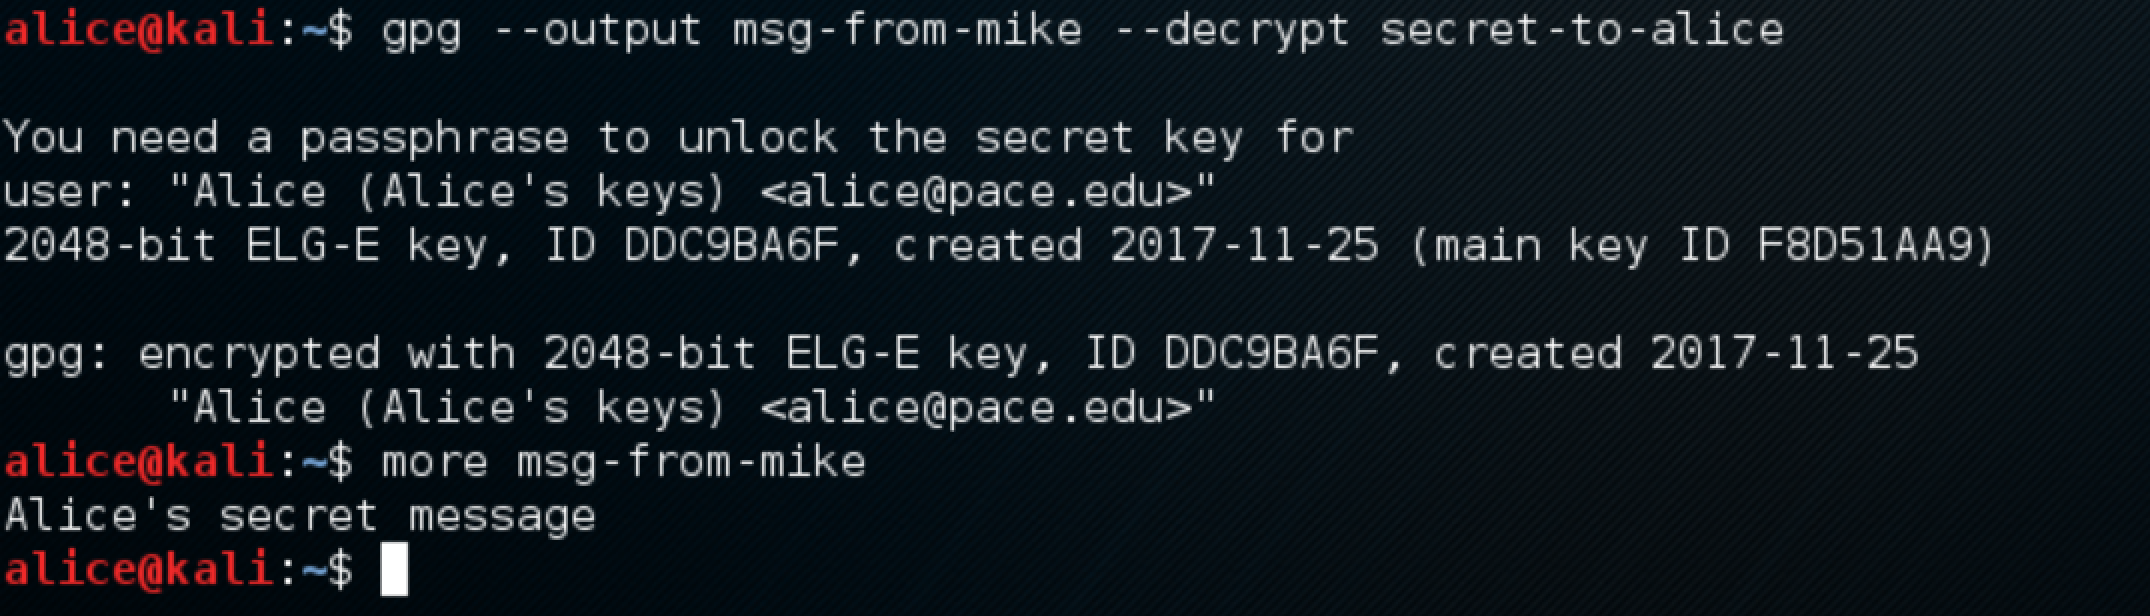 alice@kali:~$ gpg --output msg-from-mike --decrypt secret-to-alice
You need a passphrase to unlock the secret key for
user: "Alice (Alice's keys) <alice@pace.edu>"
2048-bit ELG-E key, ID DDC9BA6F, created 2017-11-25 (main key ID F8D51AA9)
gpg: encrypted with 2048-bit ELG-E key, ID DDC9BA6F, created 2017-11-25
      "Alice (Alice's keys) <alice@pace.edu>"
alice@kali:~$ more msg-from-mike
Alice's secret message
alice@kali:~$